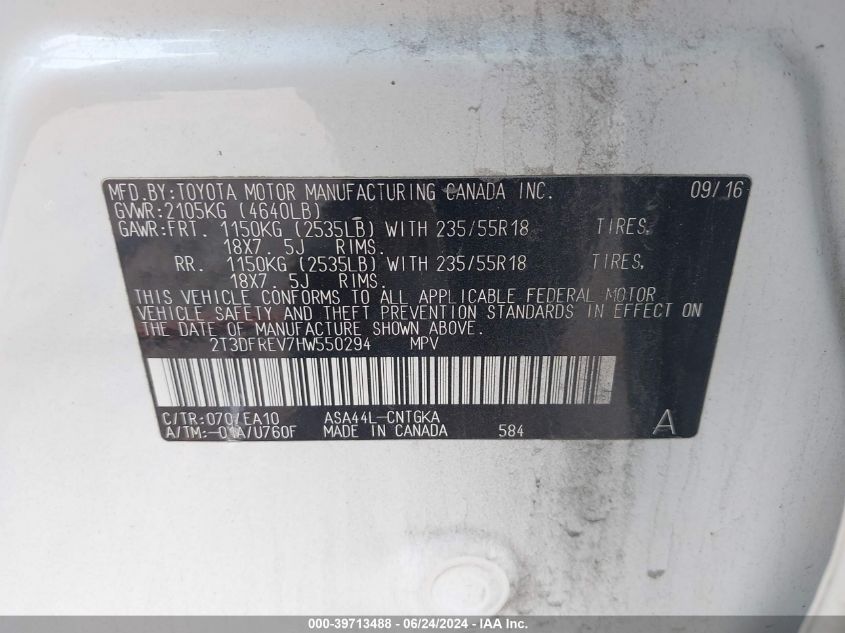 MFD.BY:TOYOTA MOTOR MANUFACTURING CANADA INC. 09/16
GVWR:2105KG (4640LB)
GAWR:FRT. 1150KG (2535LB) WITH 235/55R18 TIRES,
18X7.5J RIMS.
RR. 1150KG (2535LB) WITH 235/55R18 TIRES,
18X7.5J RIMS.
THIS VEHICLE CONFORMS TO ALL APPLICABLE FEDERAL MOTOR
VEHICLE SAFETY AND THEFT PREVENTION STANDARDS IN EFFECT ON
THE DATE OF MANUFACTURE SHOWN ABOVE.
2T3DFREV7HW550294 MPV
C/TR:070/EA10 ASA44L-CNTGKA
A/TM:-01A/U760F MADE IN CANADA 584 A
000-39713488 - 06/24/2024 - IAA Inc.